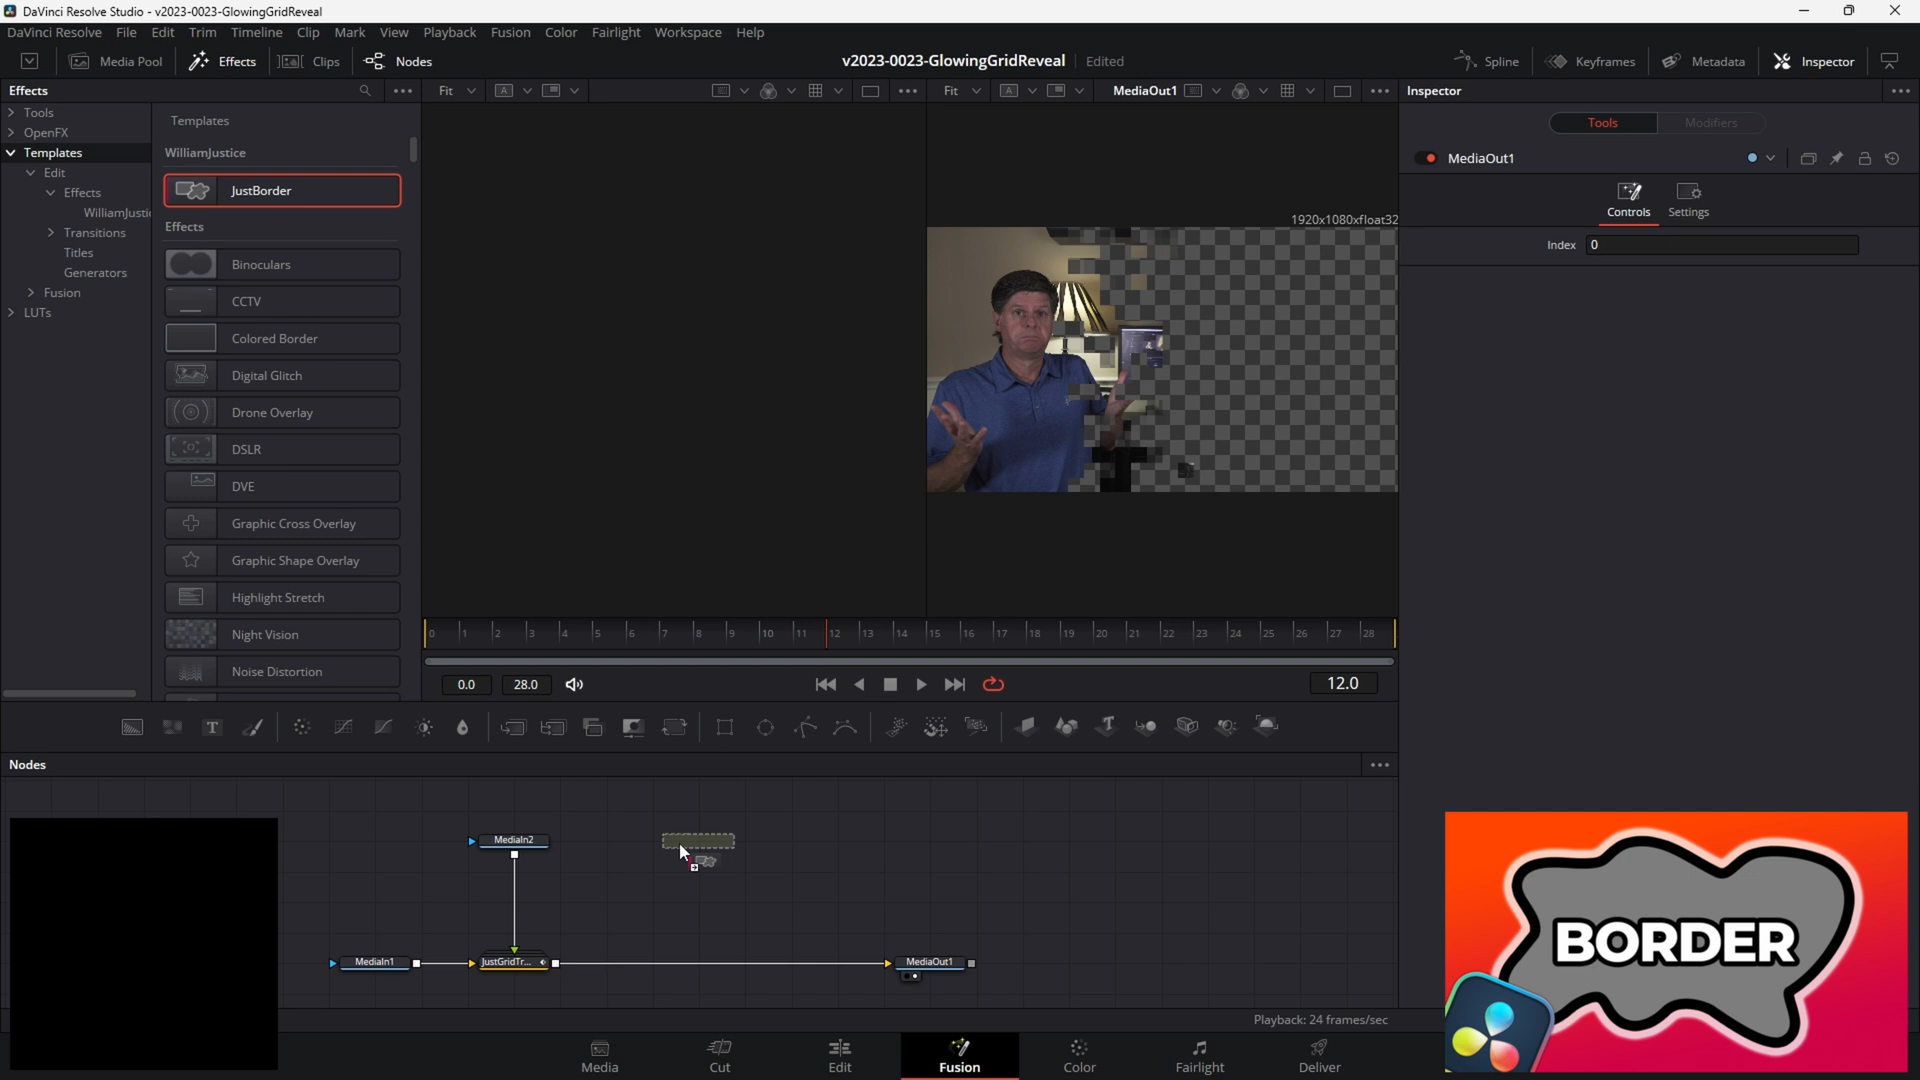 DaVinci Resolve Studio - v2023-0023-GlowingGridReveal
DaVinci Resolve File Edit Trim Timeline Clip Mark View Playback Fusion Color Fairlight Workspace Help
Media Pool Effects Clips Nodes
v2023-0023-GlowingGridReveal Edited
Spline Keyframes Metadata Inspector
Effects
Fit A
Fit A MediaOut1
Inspector
Tools
OpenFX
Templates
Edit
Effects
WilliamJustic
Transitions
Titles
Generators
Fusion
LUTs
Templates
WilliamJustice
JustBorder
Effects
Binoculars
CCTV
Colored Border
Digital Glitch
Drone Overlay
DSLR
DVE
Graphic Cross Overlay
Graphic Shape Overlay
Highlight Stretch
Night Vision
Noise Distortion
1920x1080xfloat32
Tools Modifiers
MediaOut1
Controls Settings
Index 0
0 1 2 3 4 5 6 7 8 9 10 11 12 13 14 15 16 17 18 19 20 21 22 23 24 25 26 27 28
0.0 28.0 12.0
T
Nodes
MediaIn2
MediaIn1 JustGridTr... MediaOut1
Playback: 24 frames/sec
Media Cut Edit Fusion Color Fairlight Deliver
BORDER